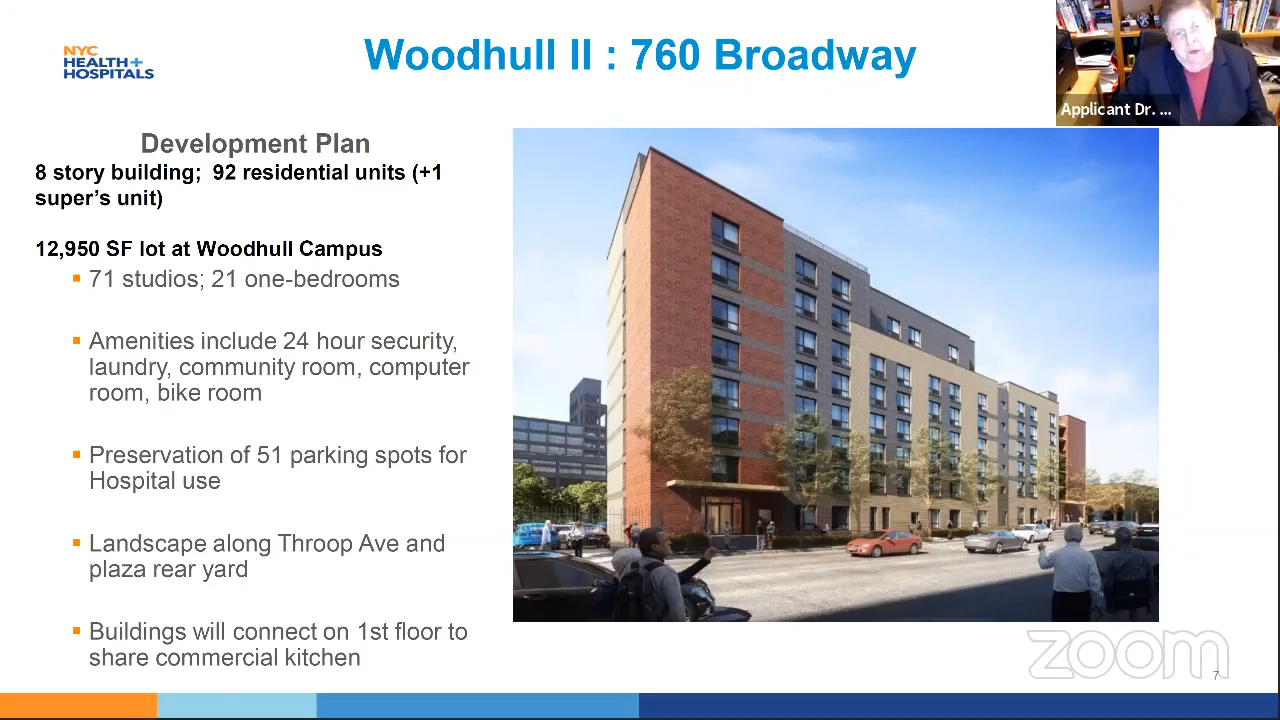 NYC
HEALTH+
HOSPITALS
Woodhull II : 760 Broadway
Applicant Dr. ...
Development Plan
8 story building; 92 residential units (+1
super's unit)
12,950 SF lot at Woodhull Campus
71 studios; 21 one-bedrooms
Amenities include 24 hour security,
laundry, community room, computer
room, bike room
Preservation of 51 parking spots for
Hospital use
Landscape along Throop Ave and
plaza rear yard
Buildings will connect on 1st floor to
share commercial kitchen
zoom
7